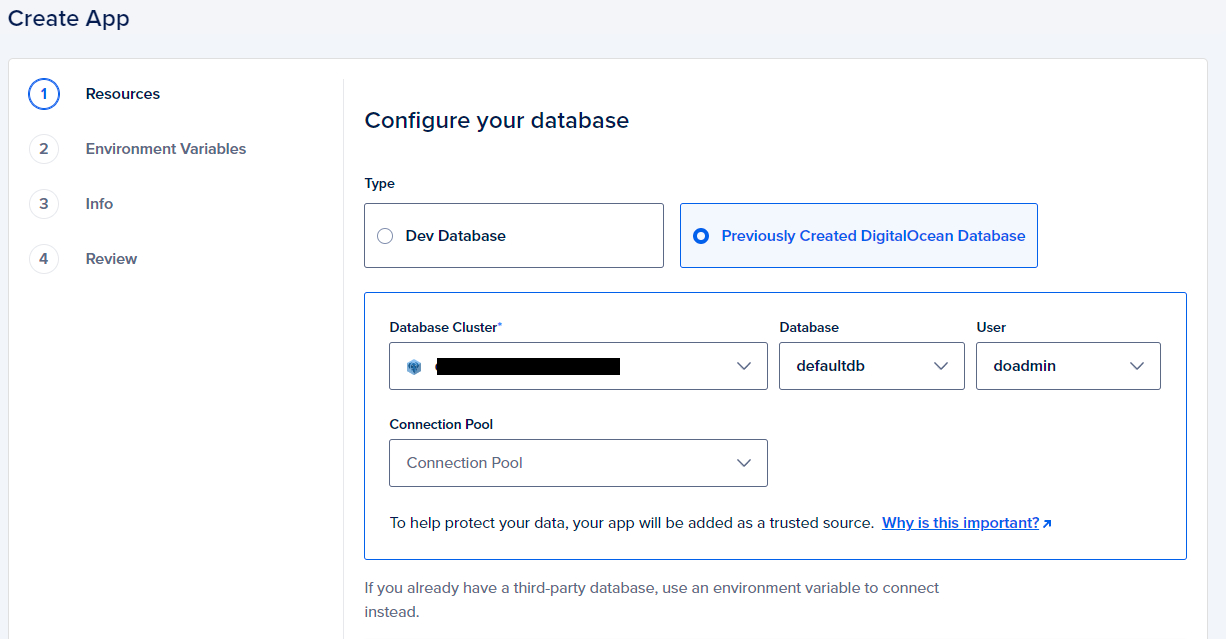 Create App
1 Resources
2 Environment Variables
3 Info
4 Review
Configure your database
Type
Dev Database
Previously Created DigitalOcean Database
Database Cluster*
Database
User
defaultdb
doadmin
Connection Pool
Connection Pool
To help protect your data, your app will be added as a trusted source. Why is this important?
If you already have a third-party database, use an environment variable to connect
instead.